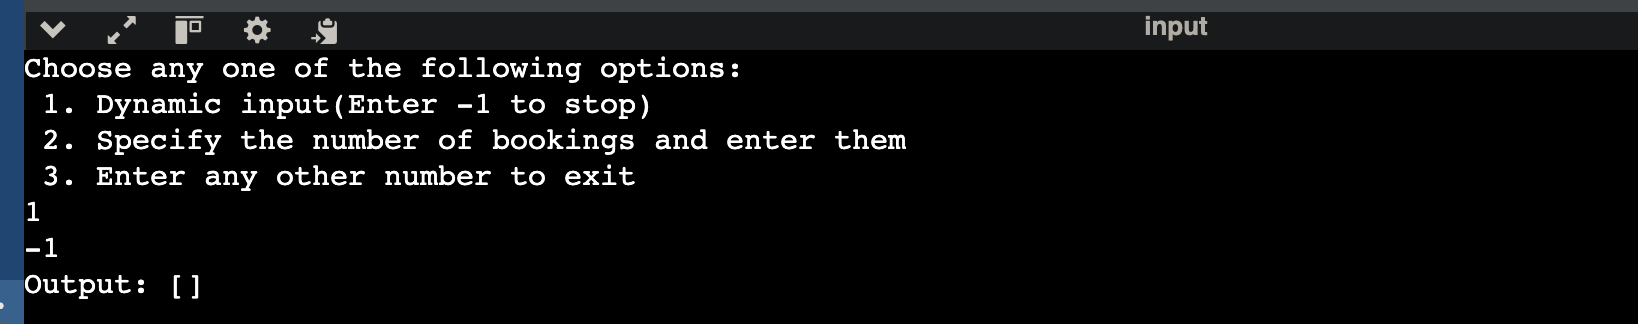 input
Choose any one of the following options:
1. Dynamic input(Enter -1 to stop)
2. Specify the number of bookings and enter them
3. Enter any other number to exit
1
-1
Output: []